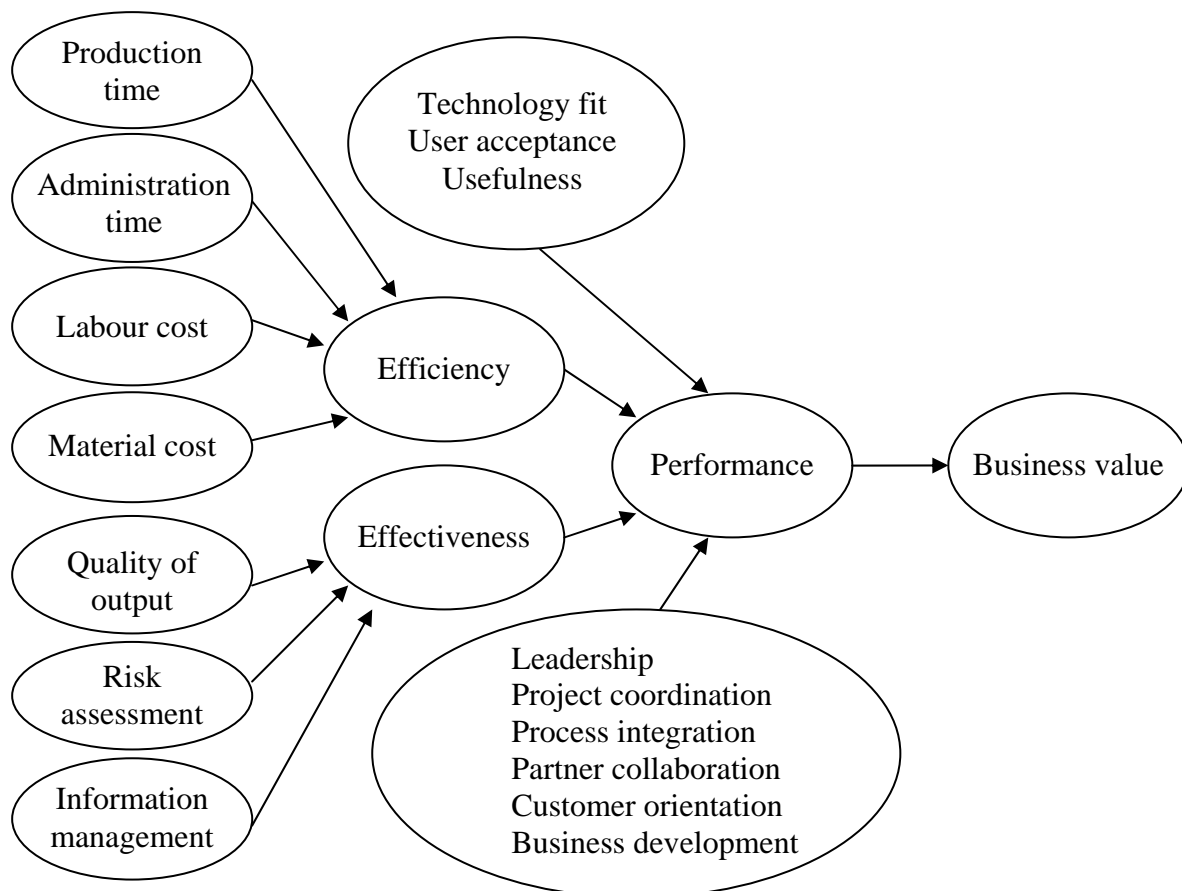 Production
time
Technology fit
User acceptance
Usefulness
Administration
time
Labour cost
Efficiency
Material cost
Performance
Business value
Effectiveness
Quality of
output
Risk
assessment
Leadership
Project coordination
Process integration
Partner collaboration
Customer orientation
Business development
Information
management